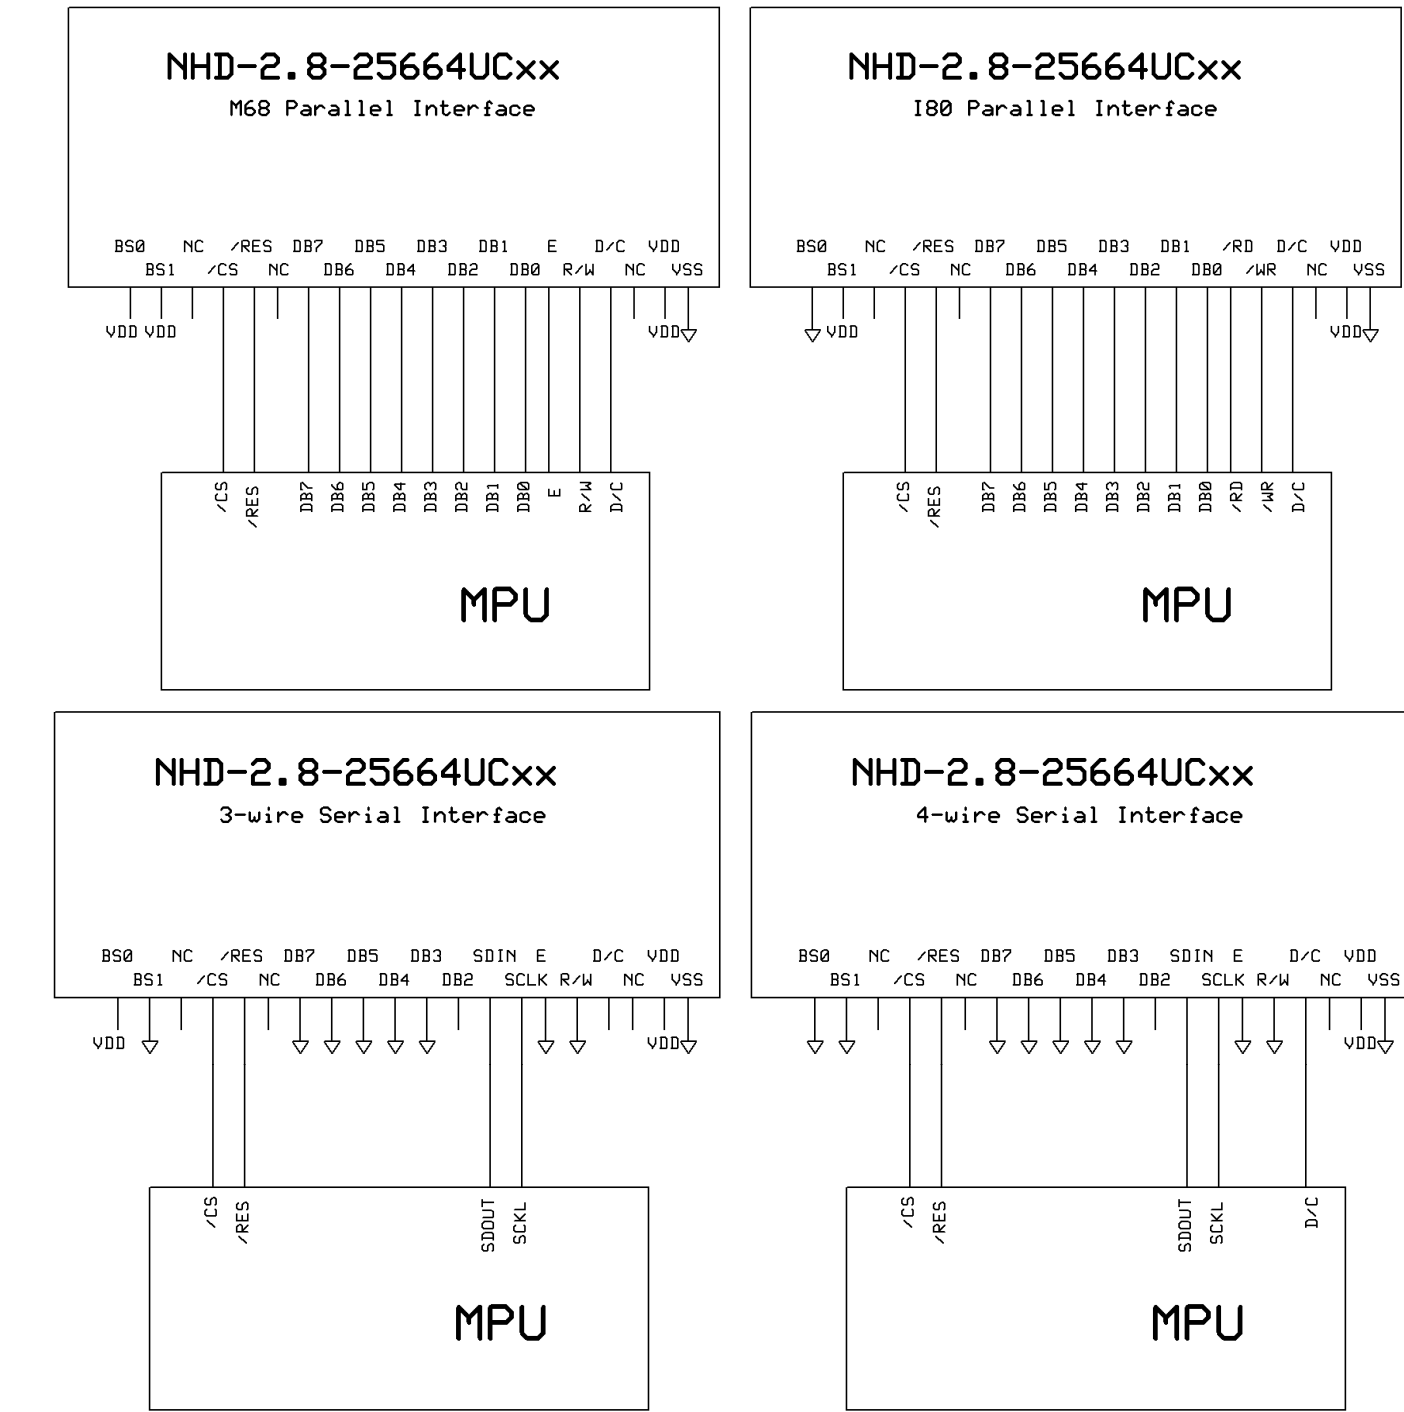 NHD-2.8-25664UCxx
M68 Parallel Interface
BS0 NC /RES DB7 DB5 DB3 DB1 E D/C VDD
BS1 /CS NC DB6 DB4 DB2 DB0 R/W NC VSS
VDD VDD VDD
/CS /RES DB7 DB6 DB5 DB4 DB3 DB2 DB1 DB0 E R/W D/C
MPU
NHD-2.8-25664UCxx
I80 Parallel Interface
BS0 NC /RES DB7 DB5 DB3 DB1 /RD D/C VDD
BS1 /CS NC DB6 DB4 DB2 DB0 /WR NC VSS
VDD VDD
/CS /RES DB7 DB6 DB5 DB4 DB3 DB2 DB1 DB0 /RD /WR D/C
MPU
NHD-2.8-25664UCxx
3-wire Serial Interface
BS0 NC /RES DB7 DB5 DB3 SDIN E D/C VDD
BS1 /CS NC DB6 DB4 DB2 SCLK R/W NC VSS
VDD VDD
/CS /RES SDOUT SCKL
MPU
NHD-2.8-25664UCxx
4-wire Serial Interface
BS0 NC /RES DB7 DB5 DB3 SDIN E D/C VDD
BS1 /CS NC DB6 DB4 DB2 SCLK R/W NC VSS
VDD
/CS /RES SDOUT SCKL D/C
MPU